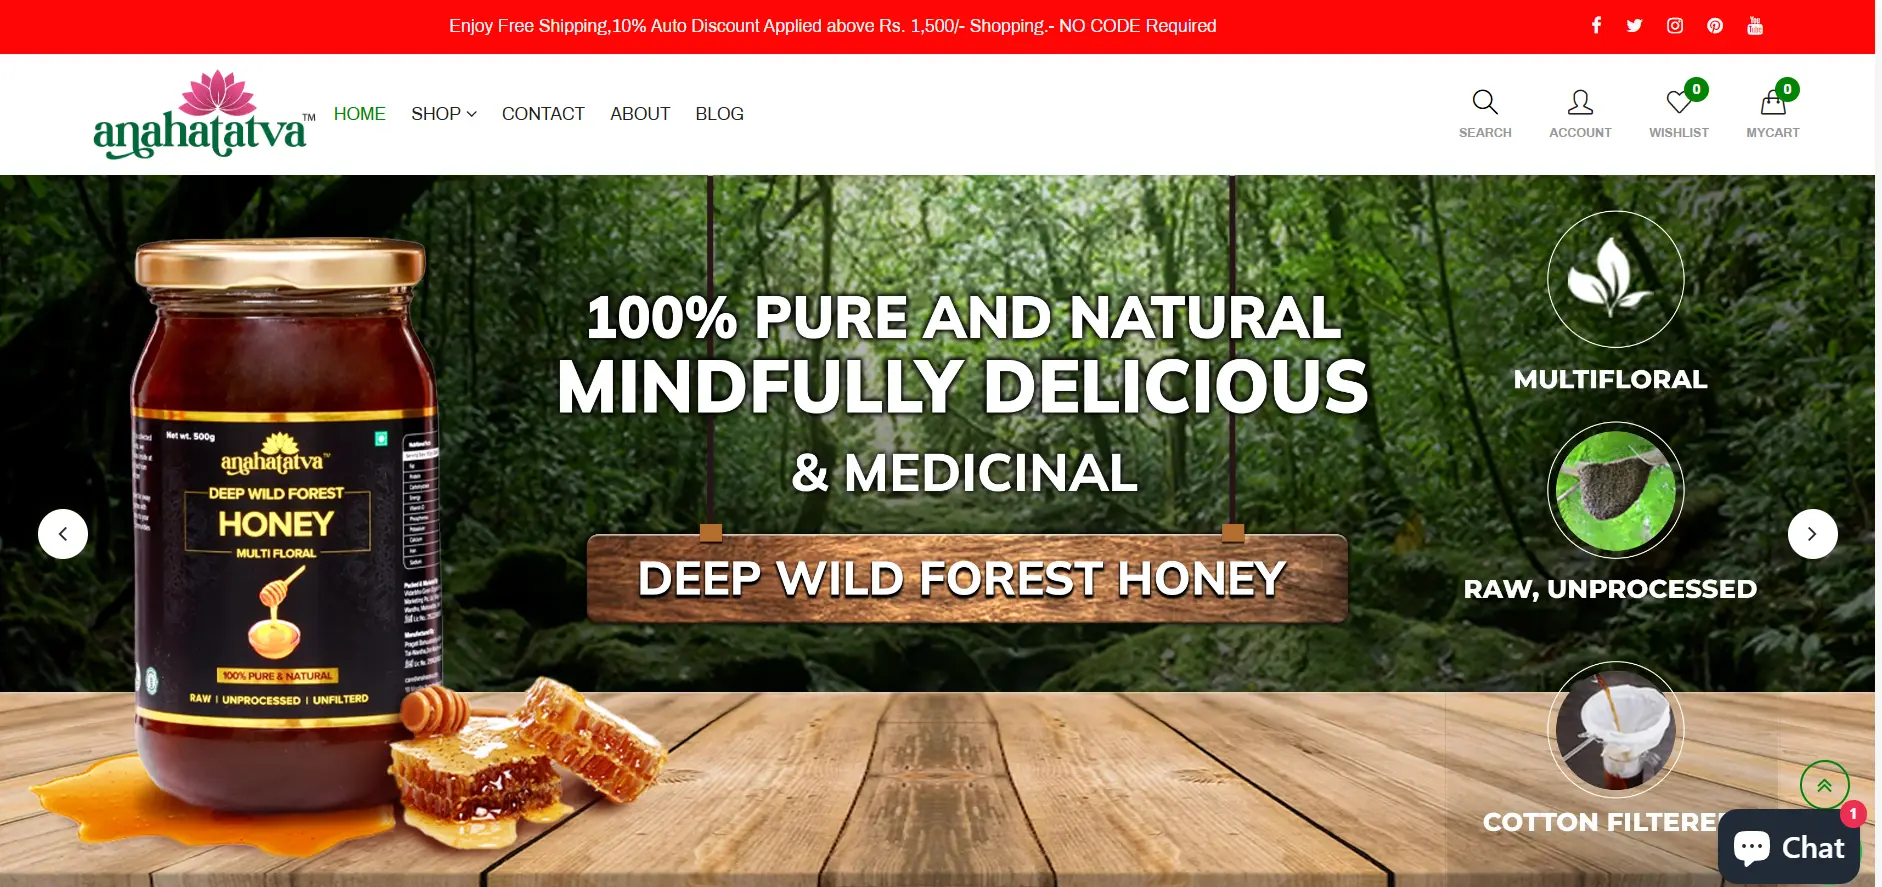 Enjoy Free Shipping,10% Auto Discount Applied above Rs. 1,500/- Shopping.- NO CODE Required
anahatatva™
HOME
SHOP
CONTACT
ABOUT
BLOG
SEARCH
ACCOUNT
0
WISHLIST
0
MYCART
100% PURE AND NATURAL
MINDFULLY DELICIOUS
& MEDICINAL
DEEP WILD FOREST HONEY
Net wt. 500g
anahatatva™
DEEP WILD FOREST
HONEY
MULTI FLORAL
100% PURE & NATURAL
RAW | UNPROCESSED | UNFILTERD
MULTIFLORAL
RAW, UNPROCESSED
COTTON FILTERE
1
Chat